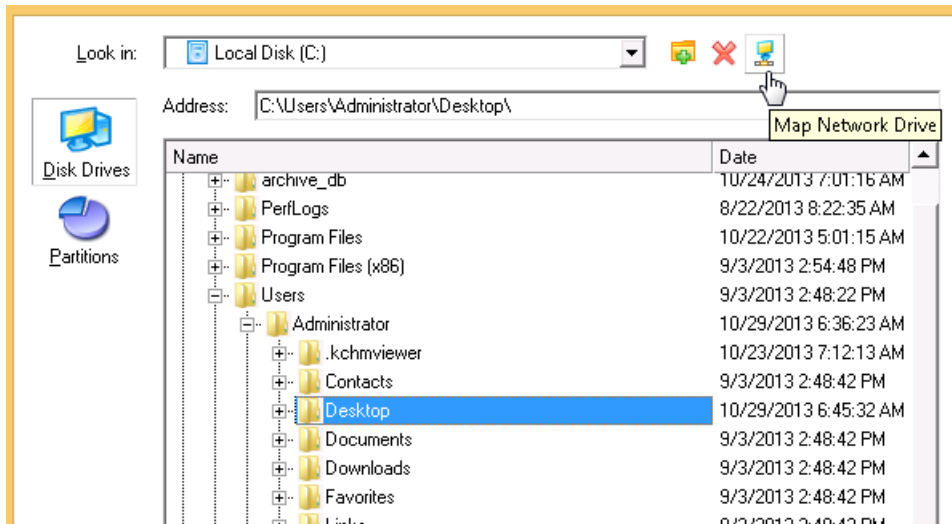 Look in: Local Disk (C:)
Address: C:\Users\Administrator\Desktop\
Map Network Drive
Disk Drives
Partitions
Name Date
archive_db 10/24/2013 7:01:16 AM
PerfLogs 8/22/2013 8:22:35 AM
Program Files 10/22/2013 5:01:15 AM
Program Files (x86) 9/3/2013 2:54:48 PM
Users 9/3/2013 2:48:22 PM
Administrator 10/29/2013 6:36:23 AM
.kchmviewer 10/23/2013 7:12:13 AM
Contacts 9/3/2013 2:48:42 PM
Desktop 10/29/2013 6:45:32 AM
Documents 9/3/2013 2:48:42 PM
Downloads 9/3/2013 2:48:42 PM
Favorites 9/3/2013 2:48:42 PM